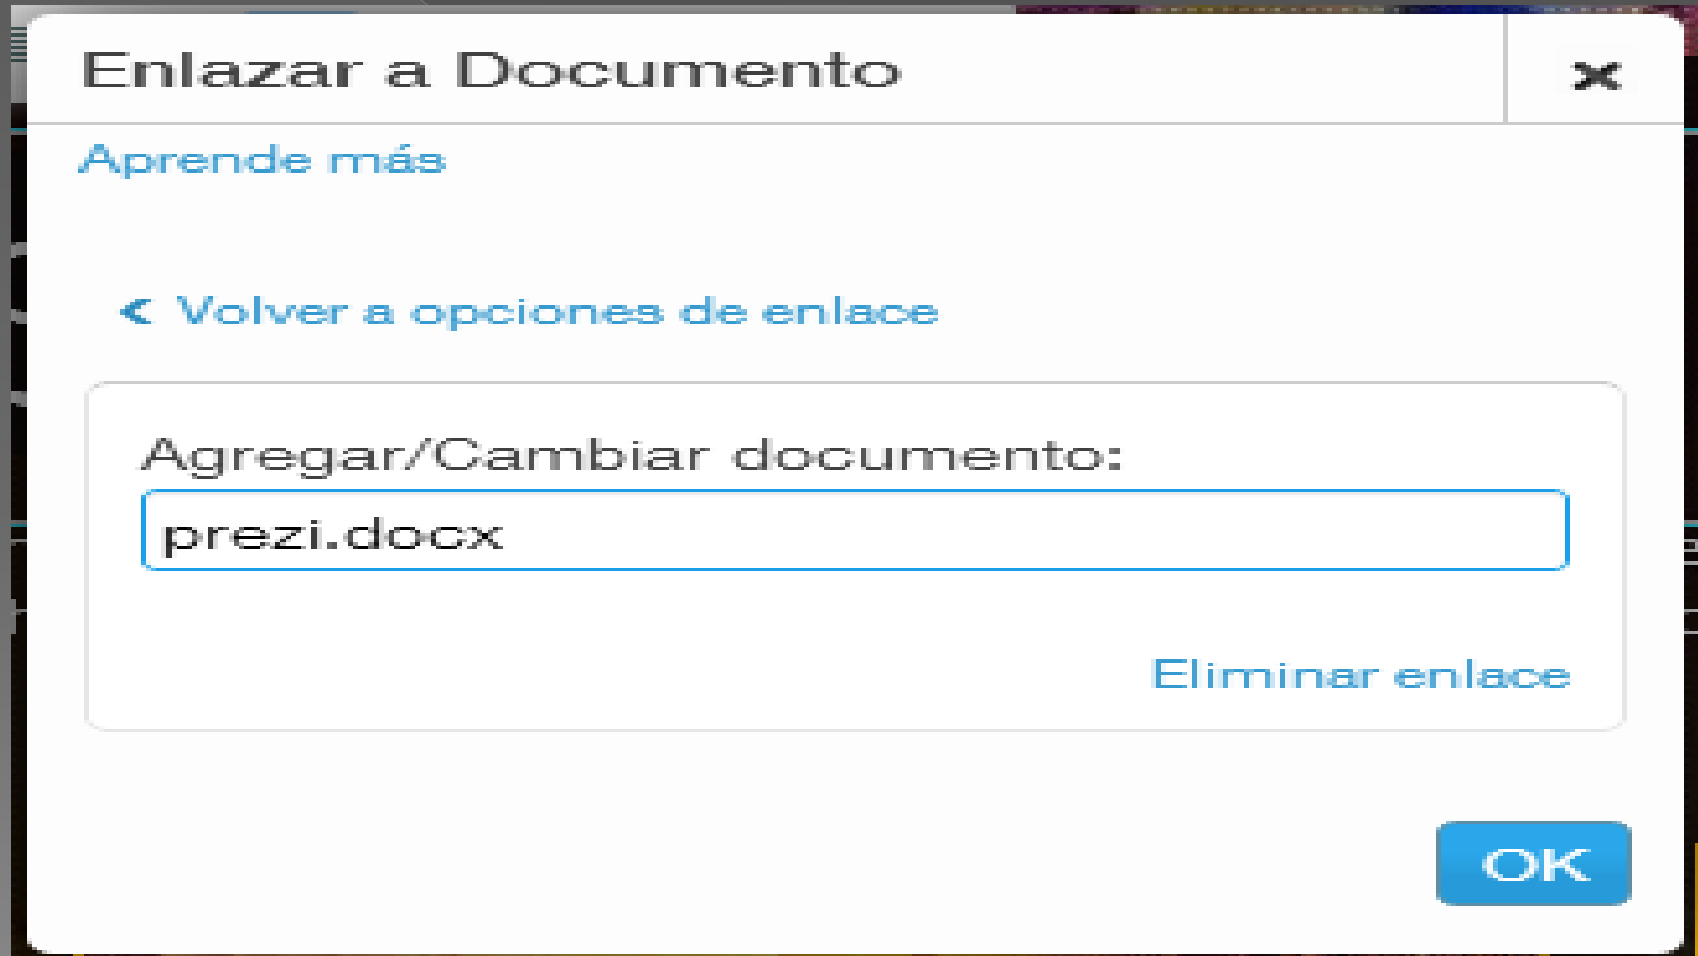 Enlazar a Documento
Aprende más
Volver a opciones de enlace
Agregar/Cambiar documento:
prezi.docx
Eliminar enlace
OK